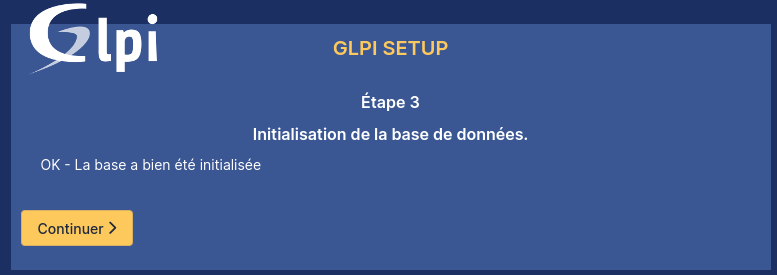 Glpi
GLPI SETUP
Étape 3
Initialisation de la base de données.
OK - La base a bien été initialisée
Continuer